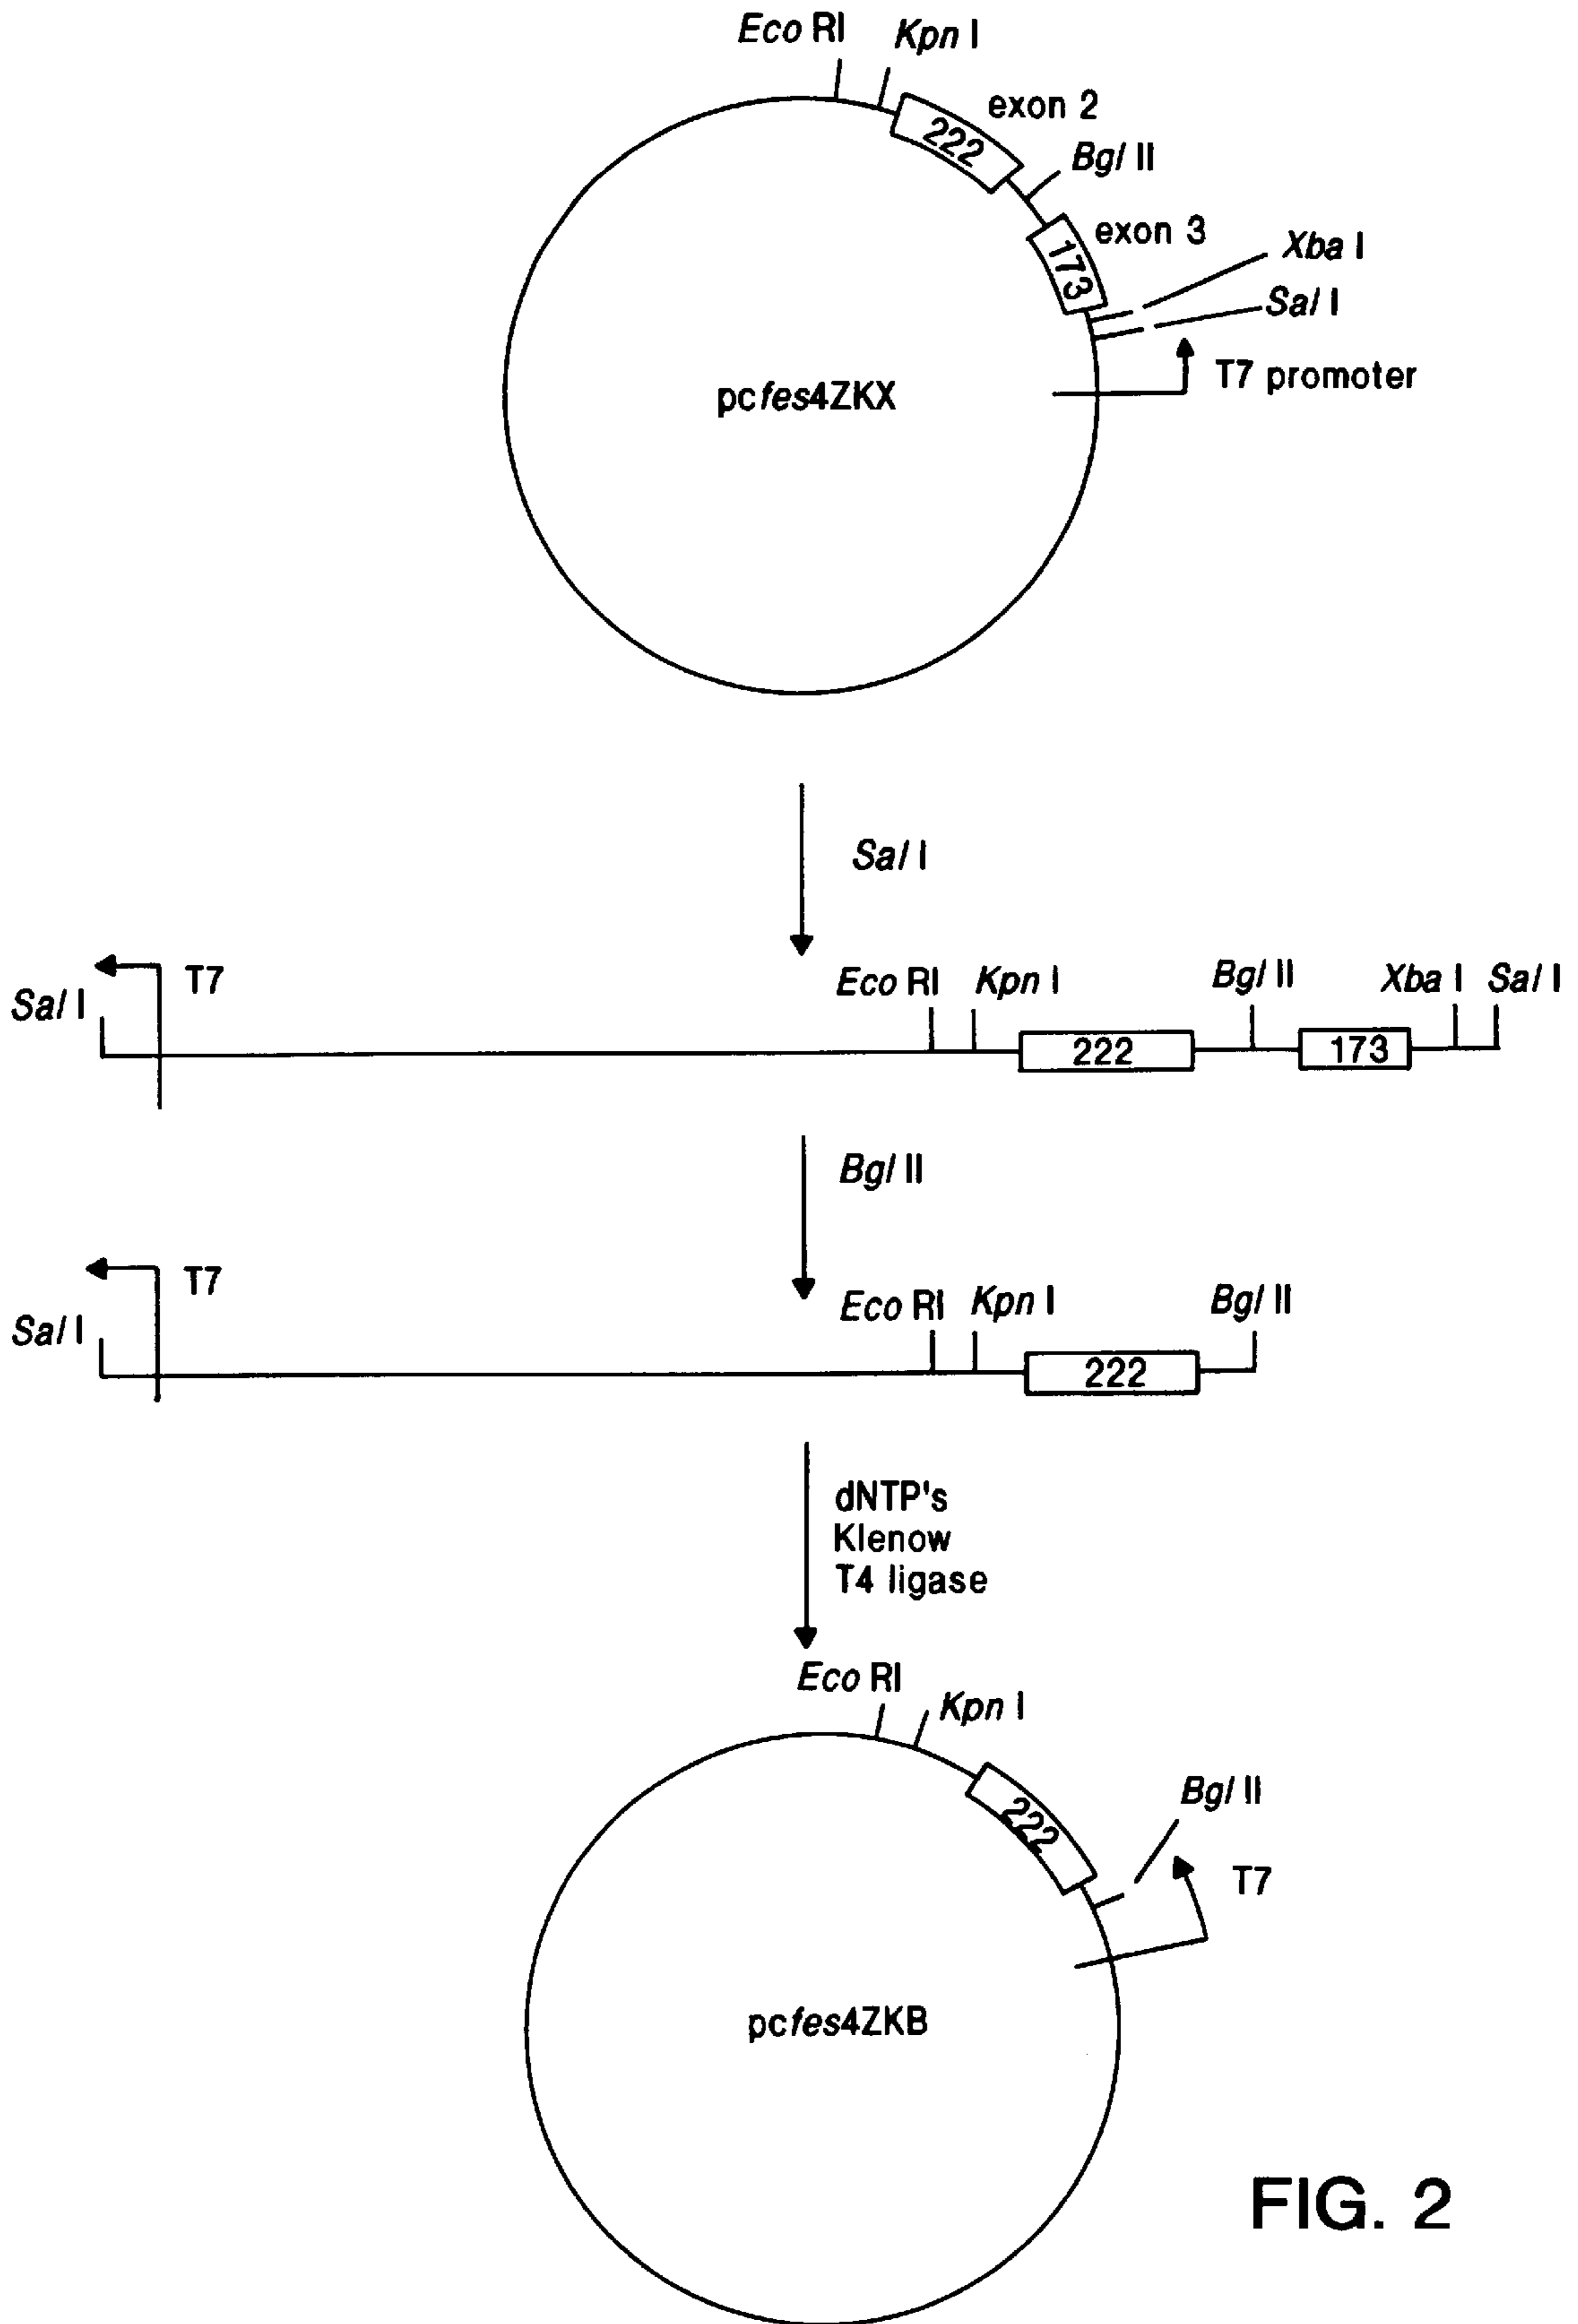 Eco RI
Kpn I
exon 2
222
Bgl II
exon 3
173
Xba I
Sal I
T7 promoter
pcfes4ZKX
Sal I
T7
Sal I
Eco RI
Kpn I
Bgl II
Xba I
Sal I
222
173
Bgl II
T7
Sal I
Eco RI
Kpn I
Bgl II
222
dNTP's
Klenow
T4 ligase
Eco RI
Kpn I
222
Bgl II
T7
pcfes4ZKB
FIG. 2